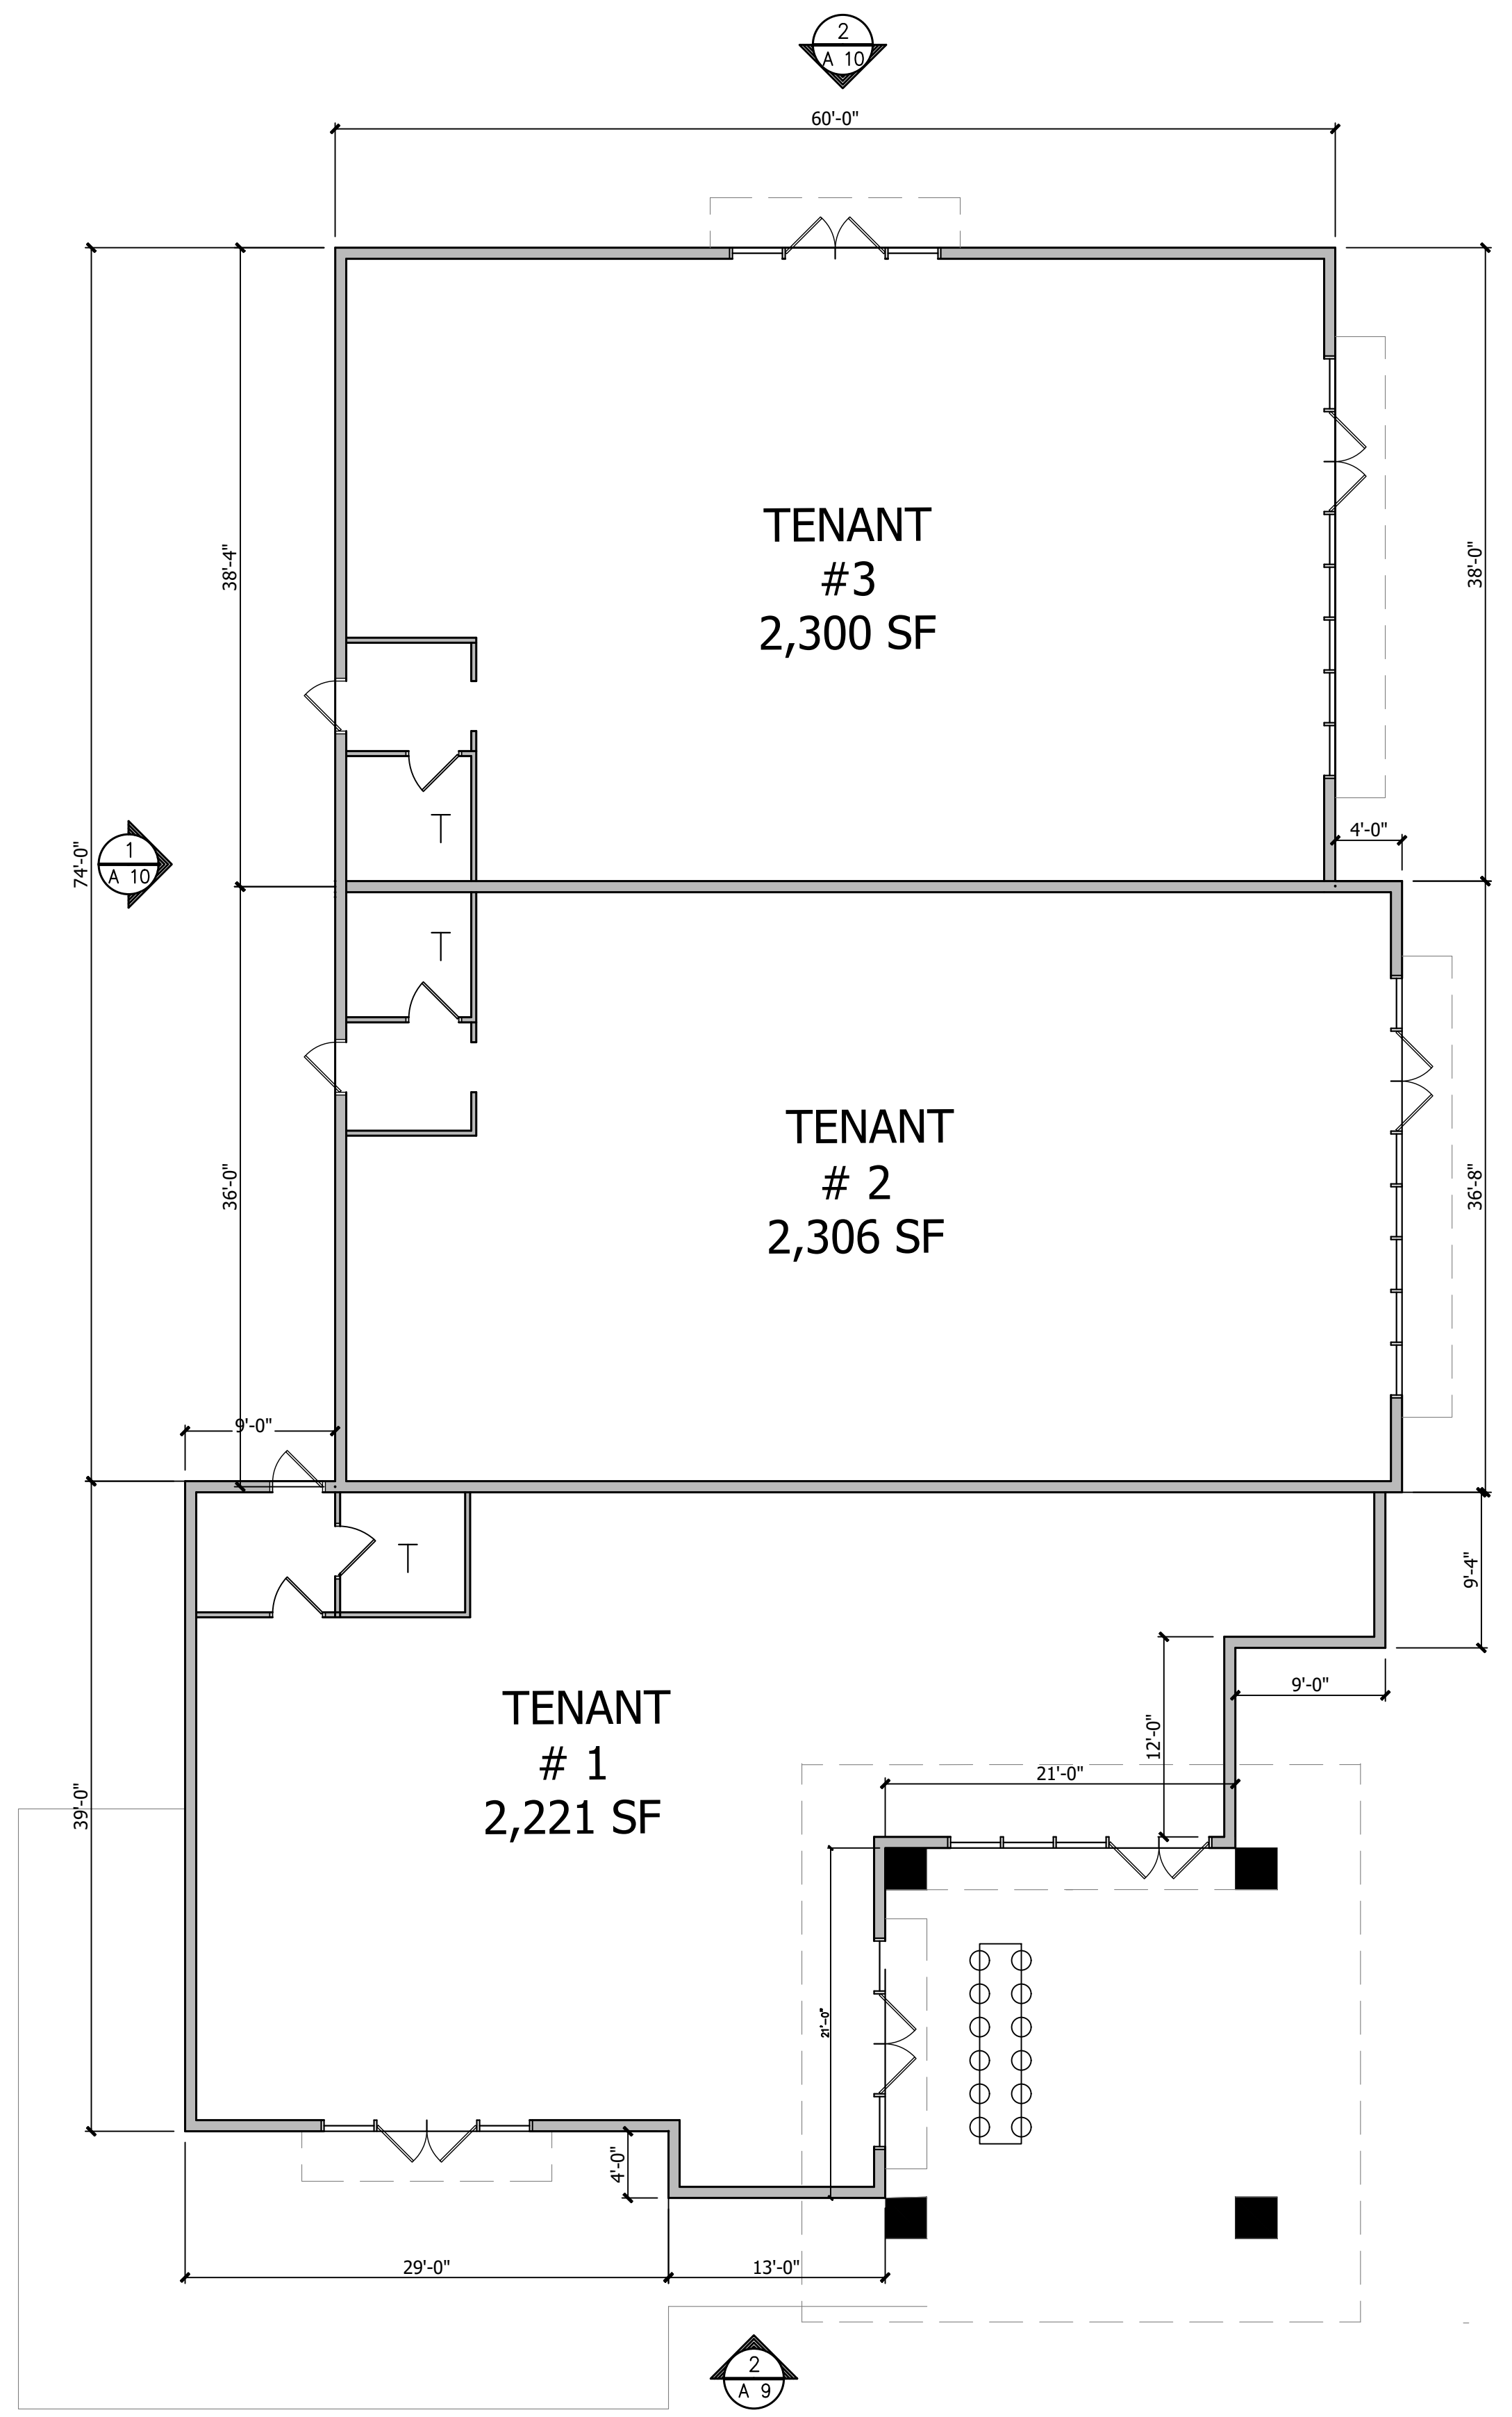 2
A 10
60'-0"
38'-4"
38'-0"
TENANT
#3
2,300 SF
74'-0"
1
A 10
T
4'-0"
T
36'-0"
TENANT
# 2
2,306 SF
36'-8"
9'-0"
T
9'-4"
TENANT
# 1
2,221 SF
9'-0"
12'-0"
21'-0"
39'-0"
21'-0"
4'-0"
29'-0"
13'-0"
2
A 9